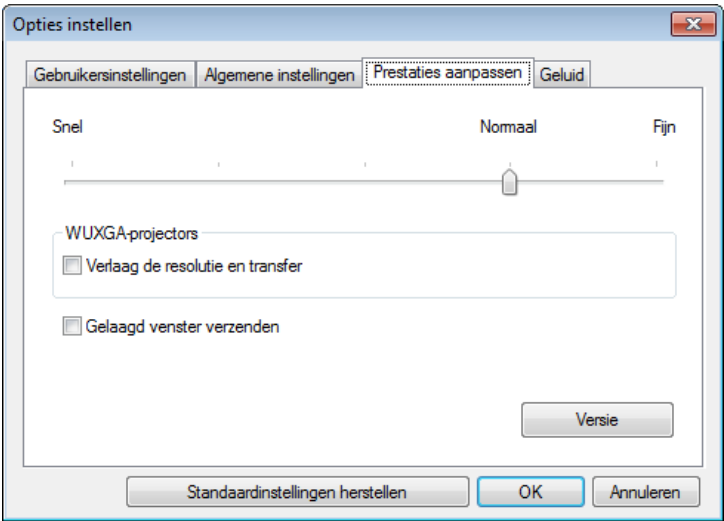 Opties instellen
Gebruikersinstellingen
Algemene instellingen
Prestaties aanpassen
Geluid
Snel
Normaal
Fijn
WUXGA-projectors
Verlaag de resolutie en transfer
Gelaagd venster verzenden
Versie
Standaardinstellingen herstellen
OK
Annuleren